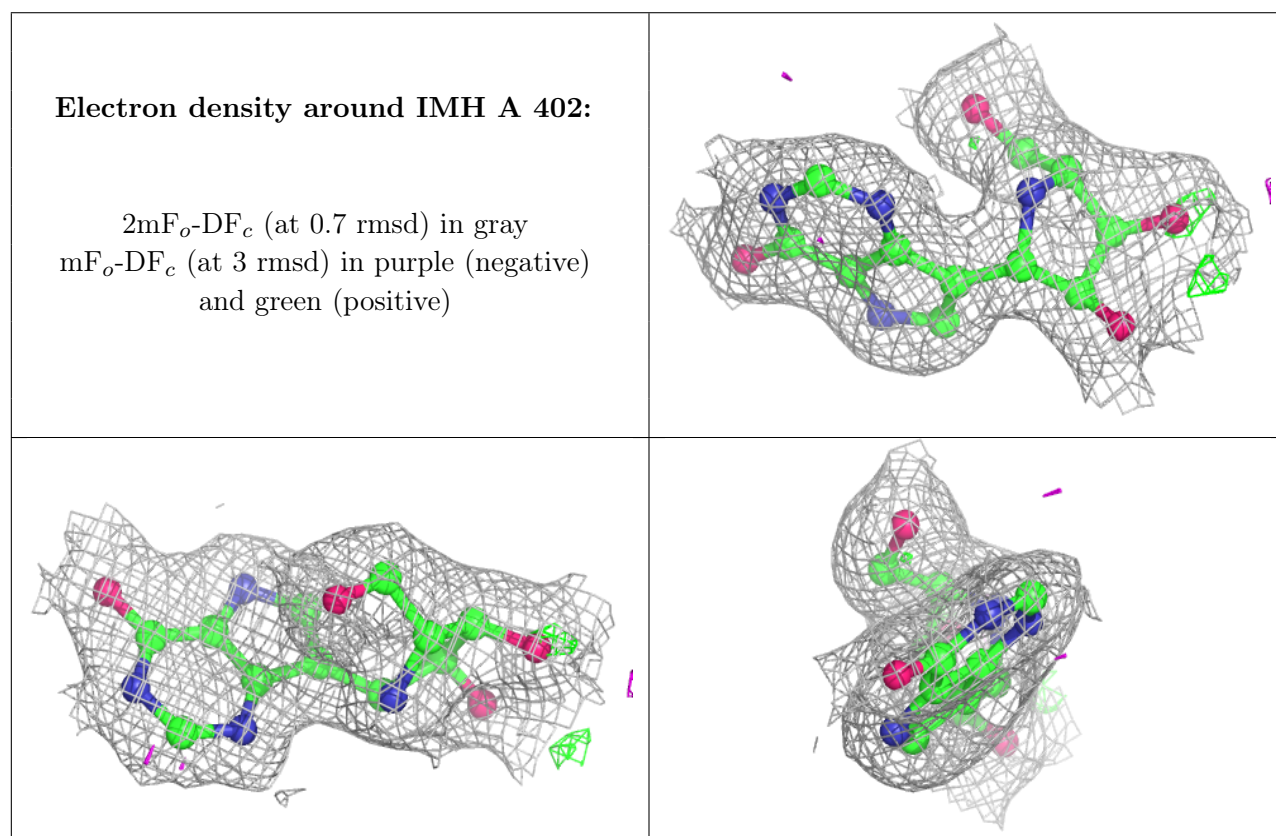 Electron density around IMH A 402:
2mFo-DFc (at 0.7 rmsd) in gray
mFo-DFc (at 3 rmsd) in purple (negative)
and green (positive)